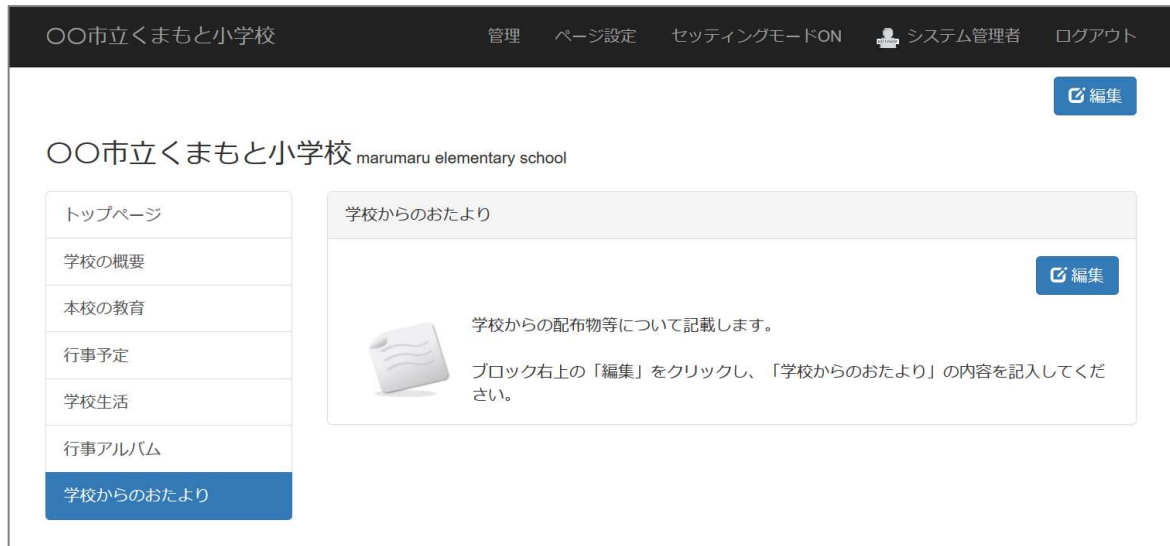 〇〇市立くまもと小学校 管理 ページ設定 セッティングモードON システム管理者 ログアウト
編集
〇〇市立くまもと小学校 marumaru elementary school
トップページ
学校の概要
本校の教育
行事予定
学校生活
行事アルバム
学校からのおたより
学校からのおたより
編集
学校からの配布物等について記載します。
ブロック右上の「編集」をクリックし、「学校からのおたより」の内容を記入してくだ
さい。